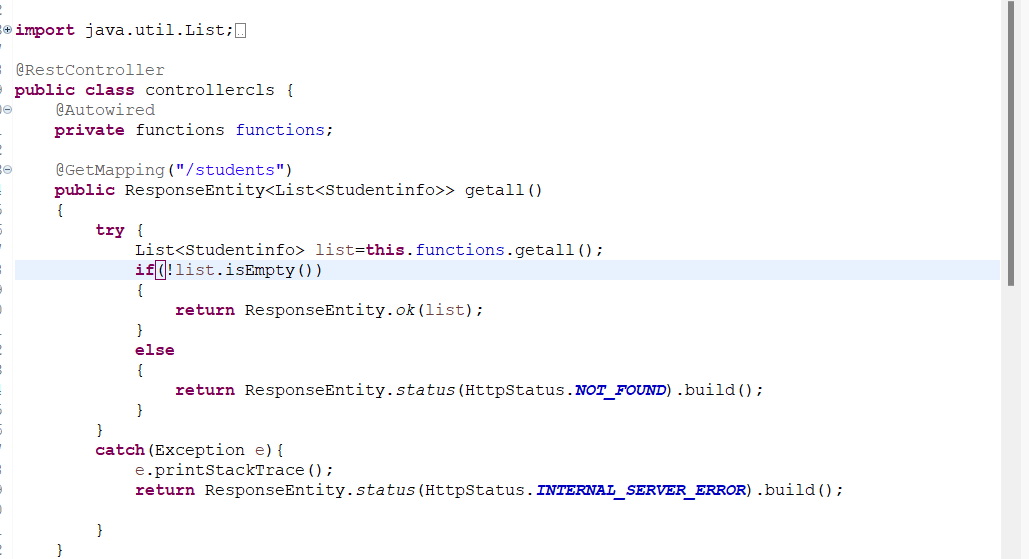 import java.util.List;
@RestController
public class controllercls {
@Autowired
private functions functions;
@GetMapping("/students")
public ResponseEntity<List<Studentinfo>> getall()
{
try {
List<Studentinfo> list=this.functions.getall();
if(!list.isEmpty())
{
return ResponseEntity.ok(list);
}
else
{
return ResponseEntity.status(HttpStatus.NOT_FOUND).build();
}
}
catch(Exception e){
e.printStackTrace();
return ResponseEntity.status(HttpStatus.INTERNAL_SERVER_ERROR).build();
}
}